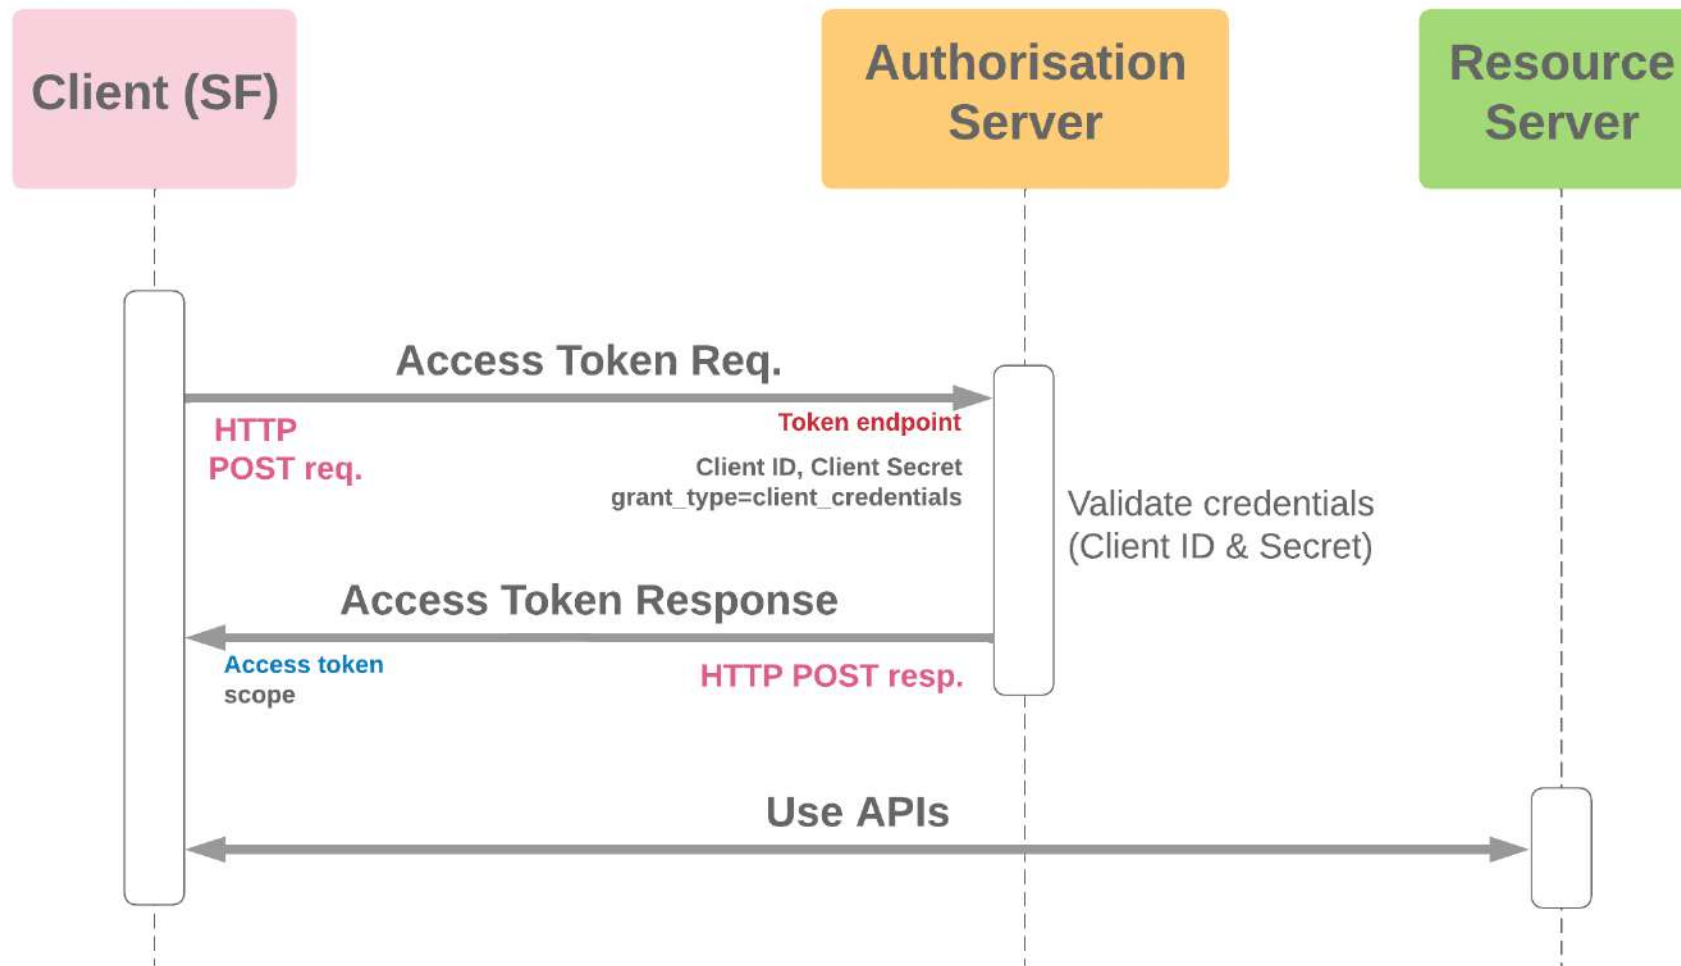 Client (SF)
Authorisation
Server
Resource
Server
Access Token Req.
HTTP
POST req.
Token endpoint
Client ID, Client Secret
grant_type=client_credentials
Validate credentials
(Client ID & Secret)
Access Token Response
Access token
scope
HTTP POST resp.
Use APIs